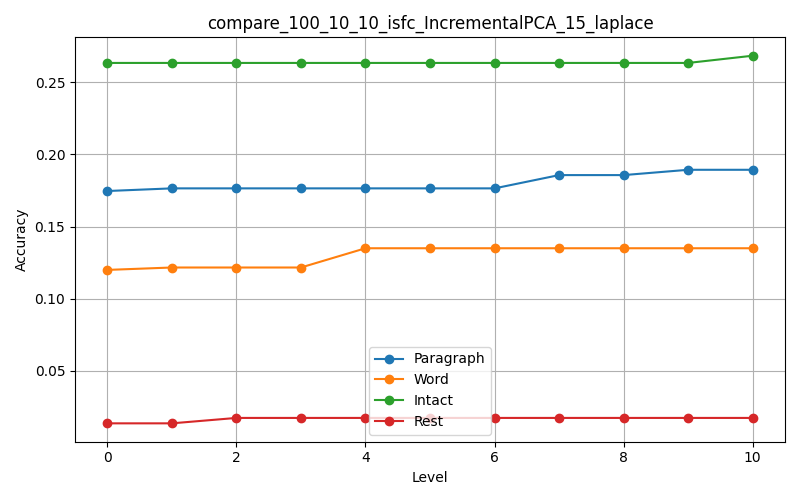 compare_100_10_10_isfc_IncrementalPCA_15_laplace
Accuracy
0.25
0.20
0.15
0.10
0.05
Paragraph
Word
Intact
Rest
0 2 4 6 8 10
Level